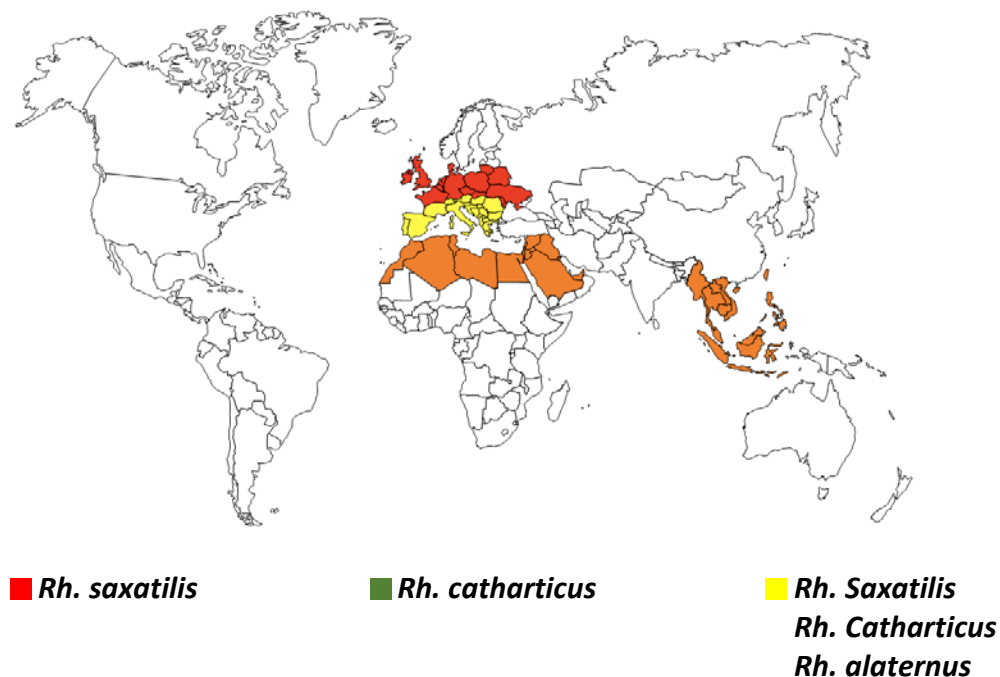 Rh. saxatilis
Rh. catharticus
Rh. Saxatilis
Rh. Catharticus
Rh. alaternus